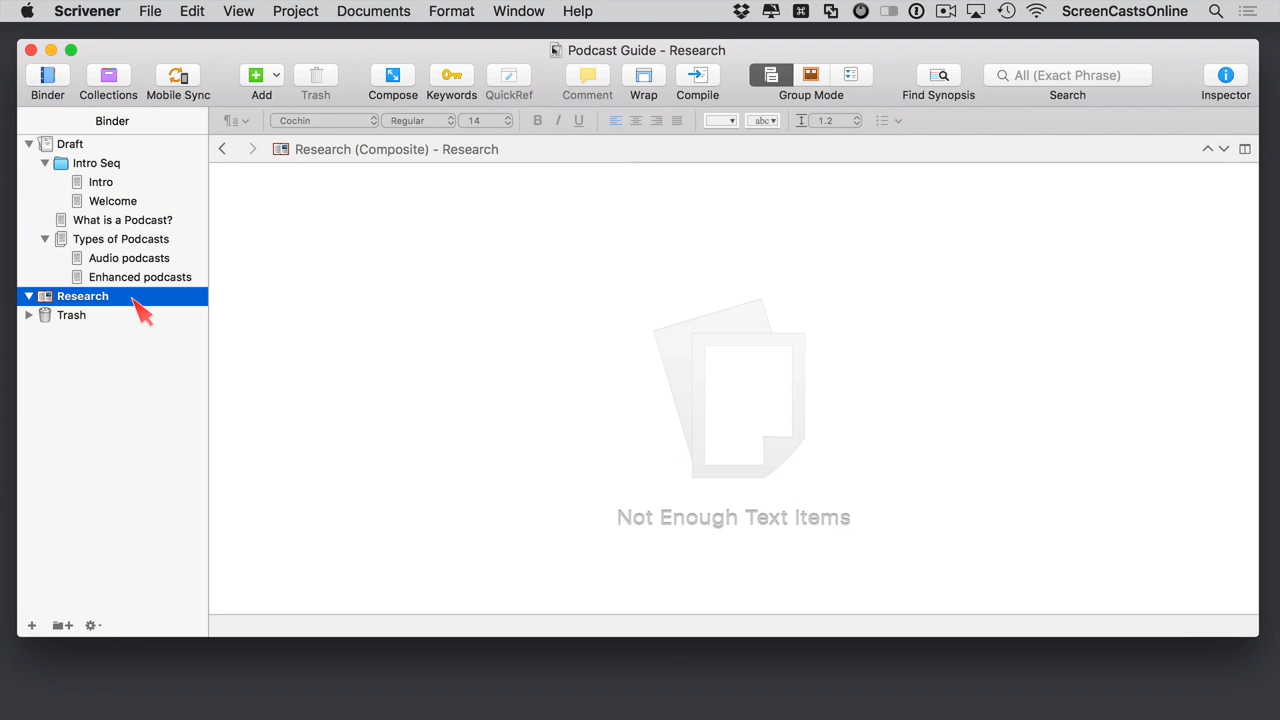 Scrivener File Edit View Project Documents Format Window Help ScreenCastsOnline
Podcast Guide - Research
All (Exact Phrase)
Binder Collections Mobile Sync Add Trash Compose Keywords QuickRef Comment Wrap Compile Group Mode Find Synopsis Search Inspector
Binder
¶a Cochin Regular 14 B I U abc 1.2
Draft
Research (Composite) - Research
Intro Seq
Intro
Welcome
What is a Podcast?
Types of Podcasts
Audio podcasts
Enhanced podcasts
Research
Trash
Not Enough Text Items